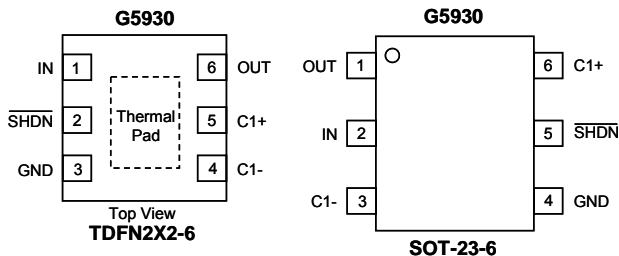 G5930
IN 1 6 OUT
SHDN 2 5 C1+
GND 3 4 C1-
Thermal
Pad
Top View
TDFN2X2-6
G5930
OUT 1 6 C1+
IN 2 5 SHDN
C1- 3 4 GND
SOT-23-6